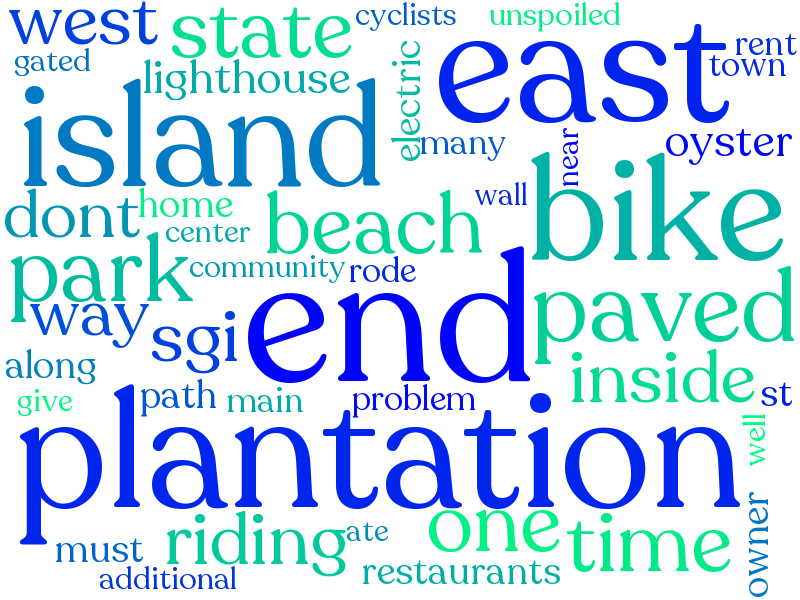 west
state
cyclists
unspoiled
east
rent
gated
lighthouse
electric
town
island
many
near
oyster
dont
home
beach
wall
bike
center
park
community
rode
way
sgi
end
paved
along
inside
give
path
main
problem
st
plantation
well
must
riding
ate
one
time
owner
additional
restaurants